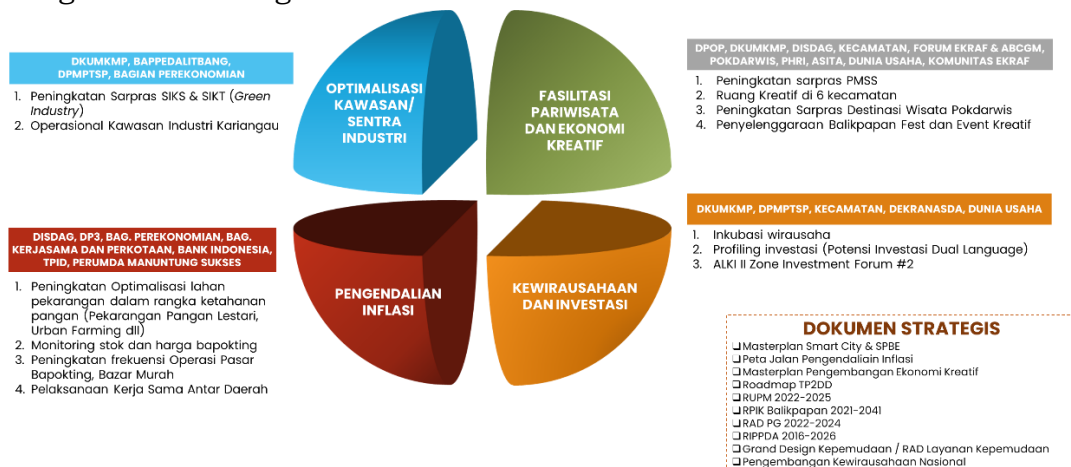 DKUMKMP, BAPPEDALITBANG,
DPMPTSP, BAGIAN PEREKONOMIAN
1. Peningkatan Sarpras SIKS & SIKT (Green
Industry)
2. Operasional Kawasan Industri Kariangau
OPTIMALISASI
KAWASAN/
SENTRA
INDUSTRI
FASILITASI
PARIWISATA
DAN EKONOMI
KREATIF
DPOP, DKUMKMP, DISDAG, KECAMATAN, FORUM EKRAF & ABCGM,
POKDARWIS, PHRI, ASITA, DUNIA USAHA, KOMUNITAS EKRAF
1. Peningkatan sarpras PMSS
2. Ruang Kreatif di 6 kecamatan
3. Peningkatan Sarpras Destinasi Wisata Pokdarwis
4. Penyelenggaraan Balikpapan Fest dan Event Kreatif
DISDAG, DP3, BAG. PEREKONOMIAN, BAG.
KERJASAMA DAN PERKOTAAN, BANK INDONESIA,
TPID, PERUMDA MANUNTUNG SUKSES
1. Peningkatan Optimalisasi lahan
pekarangan dalam rangka ketahanan
pangan (Pekarangan Pangan Lestari,
Urban Farming dll)
2. Monitoring stok dan harga bapokting
3. Peningkatan frekuensi Operasi Pasar
Bapokting, Bazar Murah
4. Pelaksanaan Kerja Sama Antar Daerah
PENGENDALIAN
INFLASI
KEWIRAUSAHAAN
DAN INVESTASI
DKUMKMP, DPMPTSP, KECAMATAN, DEKRANASDA, DUNIA USAHA
1. Inkubasi wirausaha
2. Profiling investasi (Potensi Investasi Dual Language)
3. ALKI II Zone Investment Forum #2
DOKUMEN STRATEGIS
❑Masterplan Smart City & SPBE
❑Peta Jalan Pengendaliain Inflasi
❑Masterplan Pengembangan Ekonomi Kreatif
❑Roadmap TP2DD
❑RUPM 2022-2025
❑RPIK Balikpapan 2021-2041
❑RAD PG 2022-2024
❑RIPPDA 2016-2026
❑Grand Design Kepemudaan / RAD Layanan Kepemudaan
❑Pengembangan Kewirausahaan Nasional